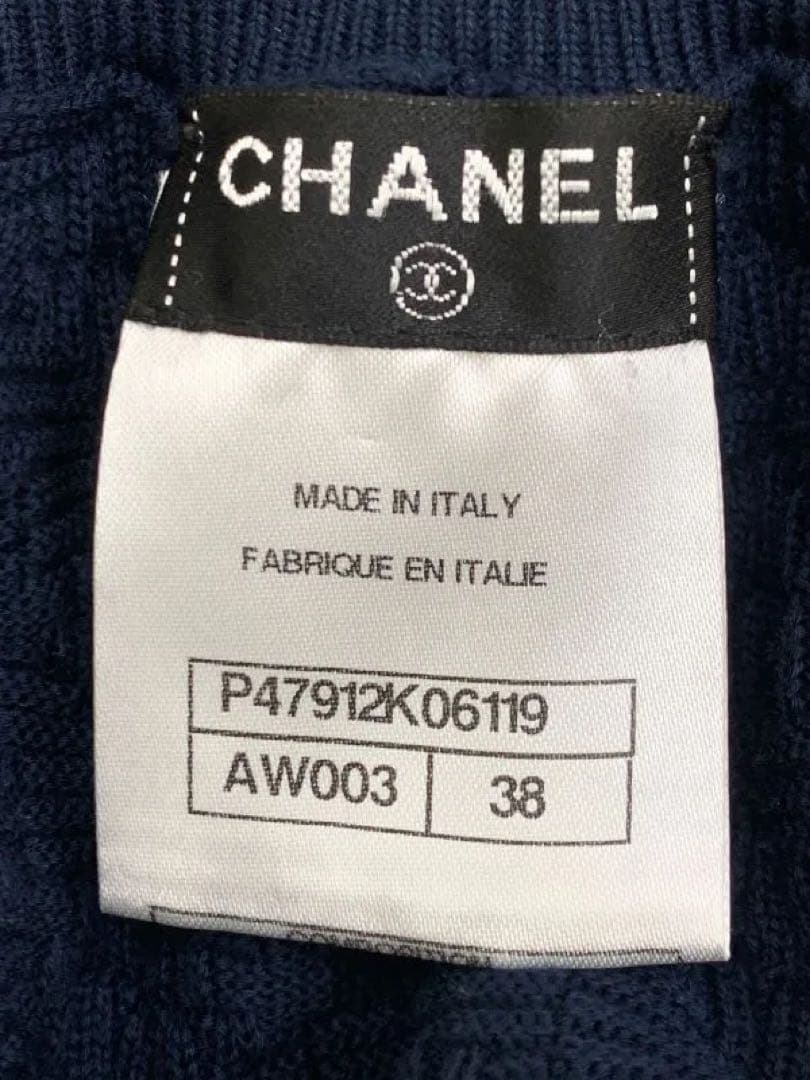 CHANEL
MADE IN ITALY
FABRIQUE EN ITALIE
P47912K06119
AW003 38